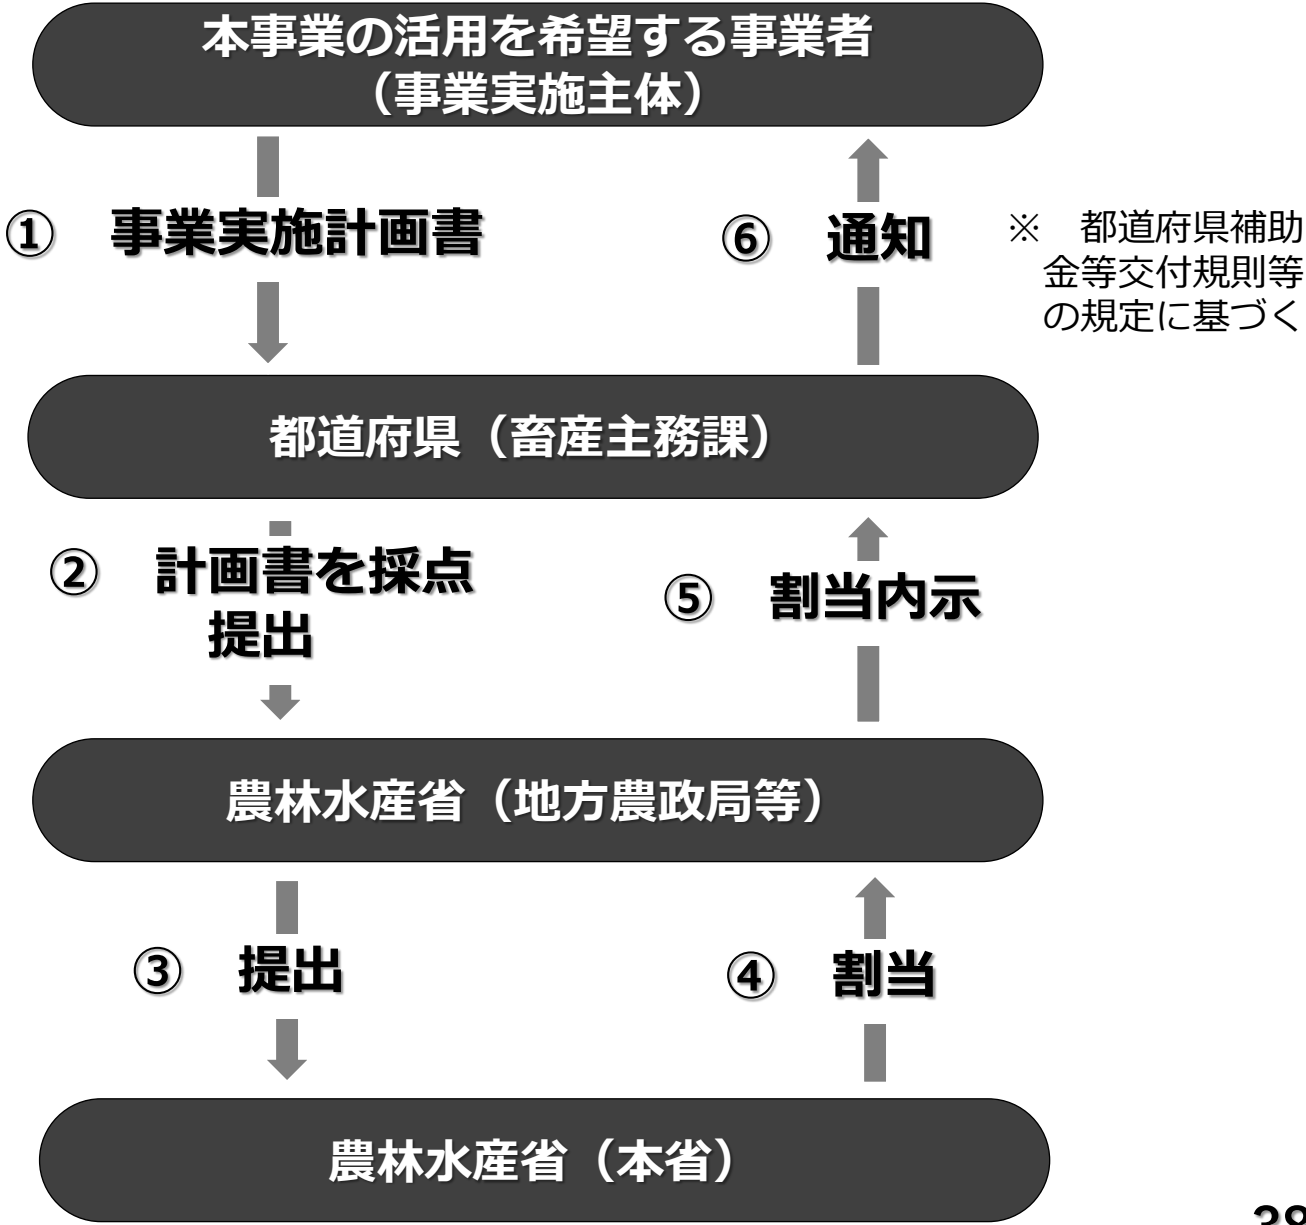 本事業の活用を希望する事業者
（事業実施主体）
①　事業実施計画書
⑥　通知
※　都道府県補助
金等交付規則等
の規定に基づく
都道府県（畜産主務課）
②　計画書を採点
提出
⑤　割当内示
農林水産省（地方農政局等）
③　提出
④　割当
農林水産省（本省）